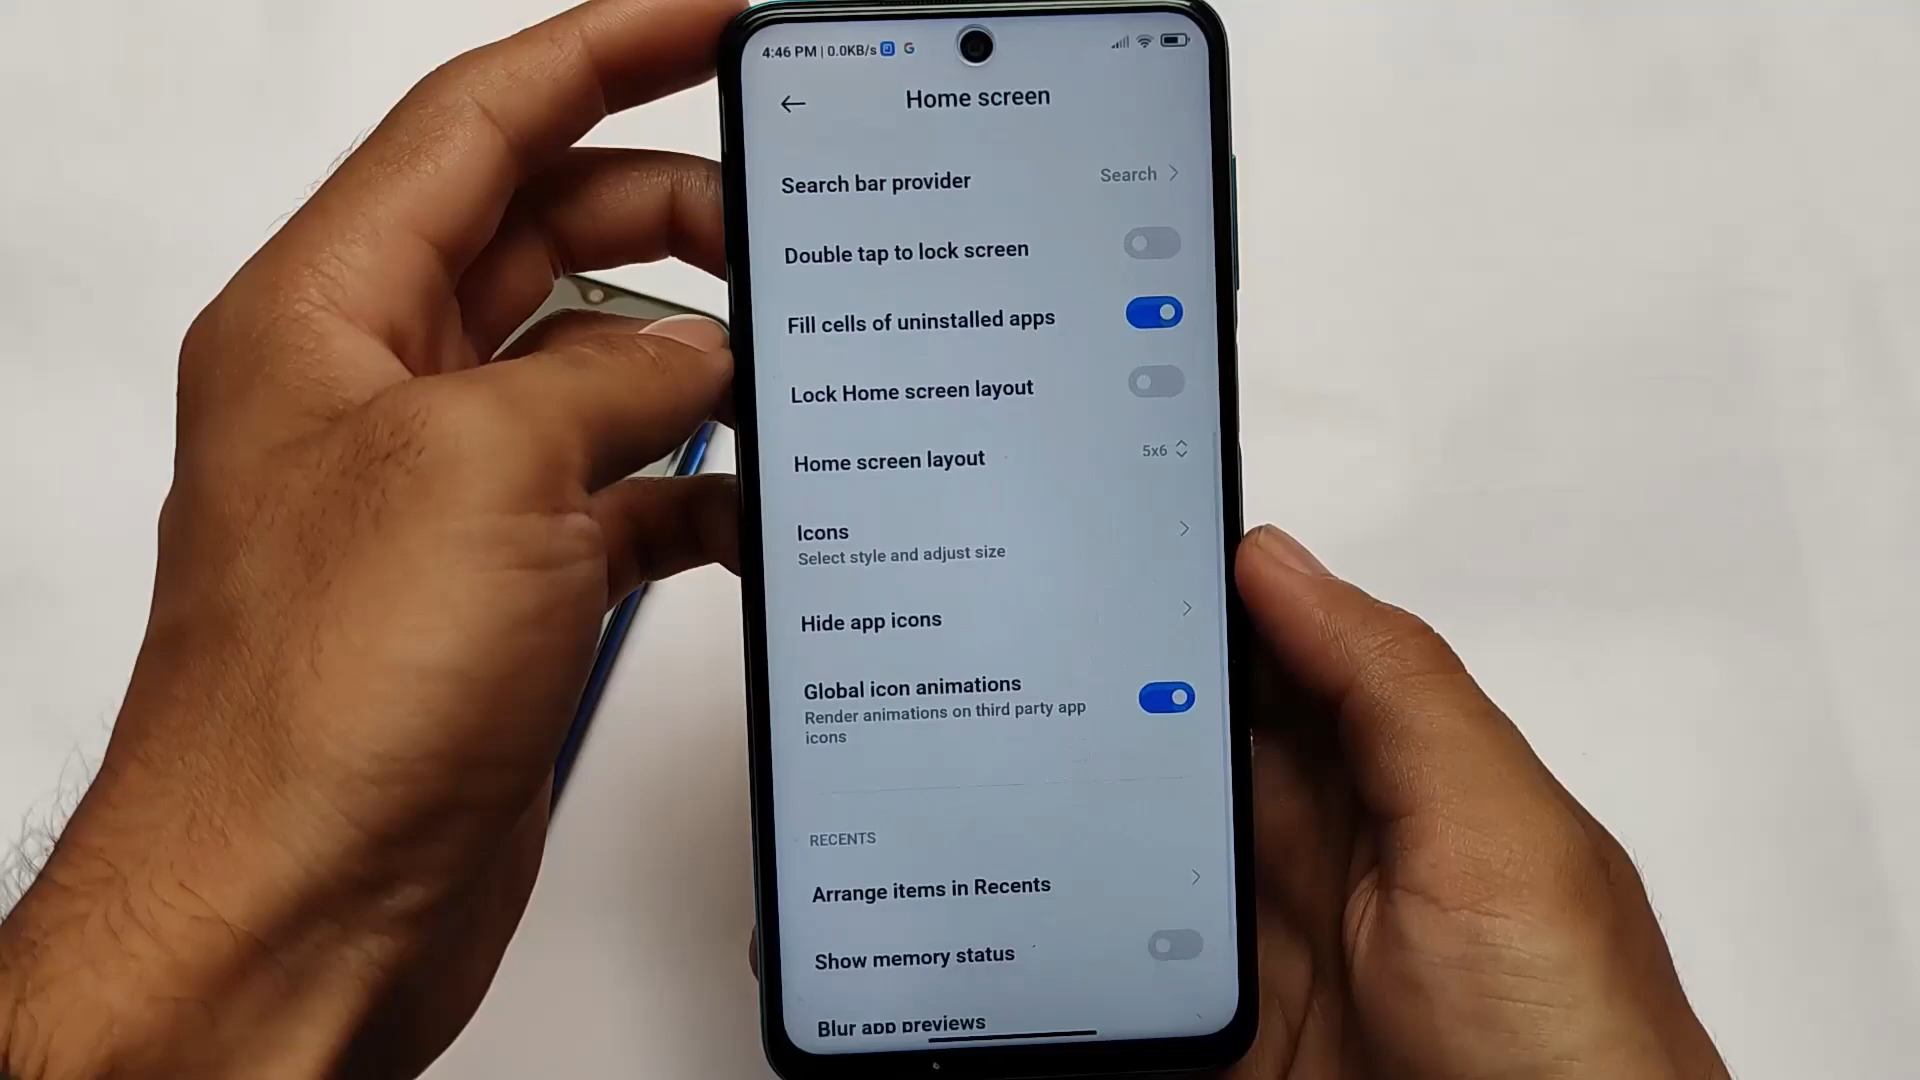 4:46 PM | 0.0KB/s G
Home screen
Search bar provider
Search
Double tap to lock screen
Fill cells of uninstalled apps
Lock Home screen layout
Home screen layout
5x6
Icons
Select style and adjust size
Hide app icons
Global icon animations
Render animations on third party app
icons
RECENTS
Arrange items in Recents
Show memory status
Blur app previews